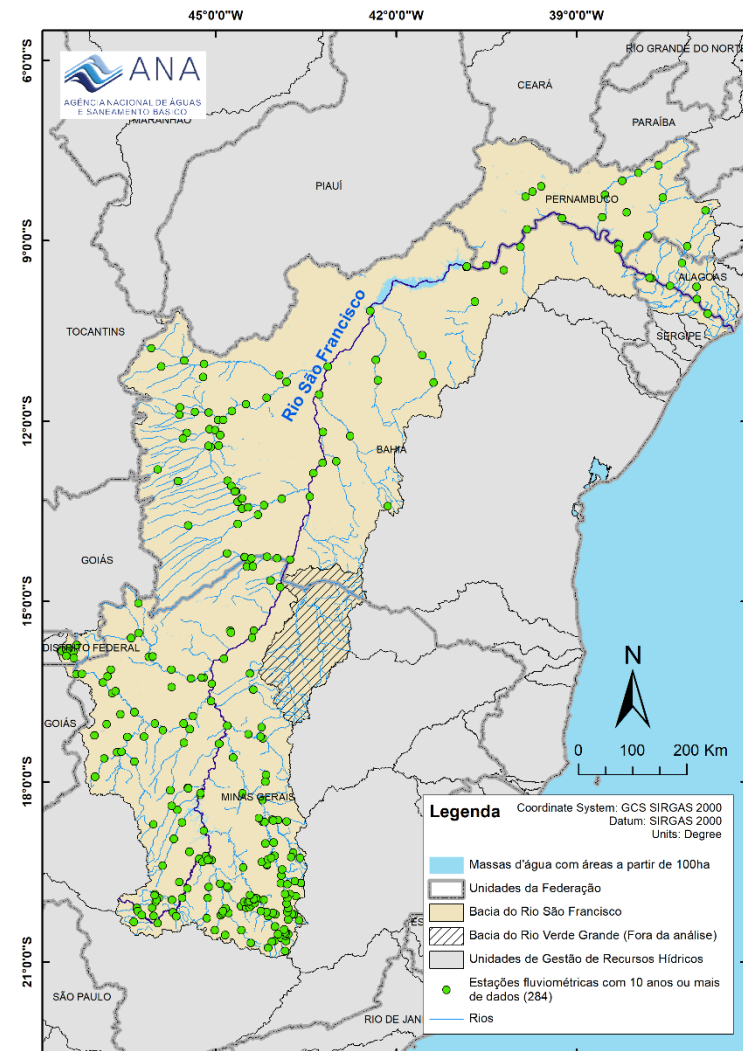 45°0'0"W
42°0'0"W
39°0'0"W
6°0'0"S
9°0'0"S
12°0'0"S
15°0'0"S
18°0'0"S
21°0'0"S
ANA
AGÊNCIA NACIONAL DE ÁGUAS
E SANEAMENTO BÁSICO
MARANHÃO
RIO GRANDE DO NORTE
CEARÁ
PARAÍBA
PIAUÍ
PERNAMBUCO
ALAGOAS
SERGIPE
TOCANTINS
Rio São Francisco
BAHIA
GOIÁS
DISTRITO FEDERAL
GOIÁS
MINAS GERAIS
SÃO PAULO
RIO DE JANE
ES
N
0 100 200 Km
Legenda
Coordinate System: GCS SIRGAS 2000
Datum: SIRGAS 2000
Units: Degree
Massas d'água com áreas a partir de 100ha
Unidades da Federação
Bacia do Rio São Francisco
Bacia do Rio Verde Grande (Fora da análise)
Unidades de Gestão de Recursos Hídricos
Estações fluviométricas com 10 anos ou mais
de dados (284)
Rios